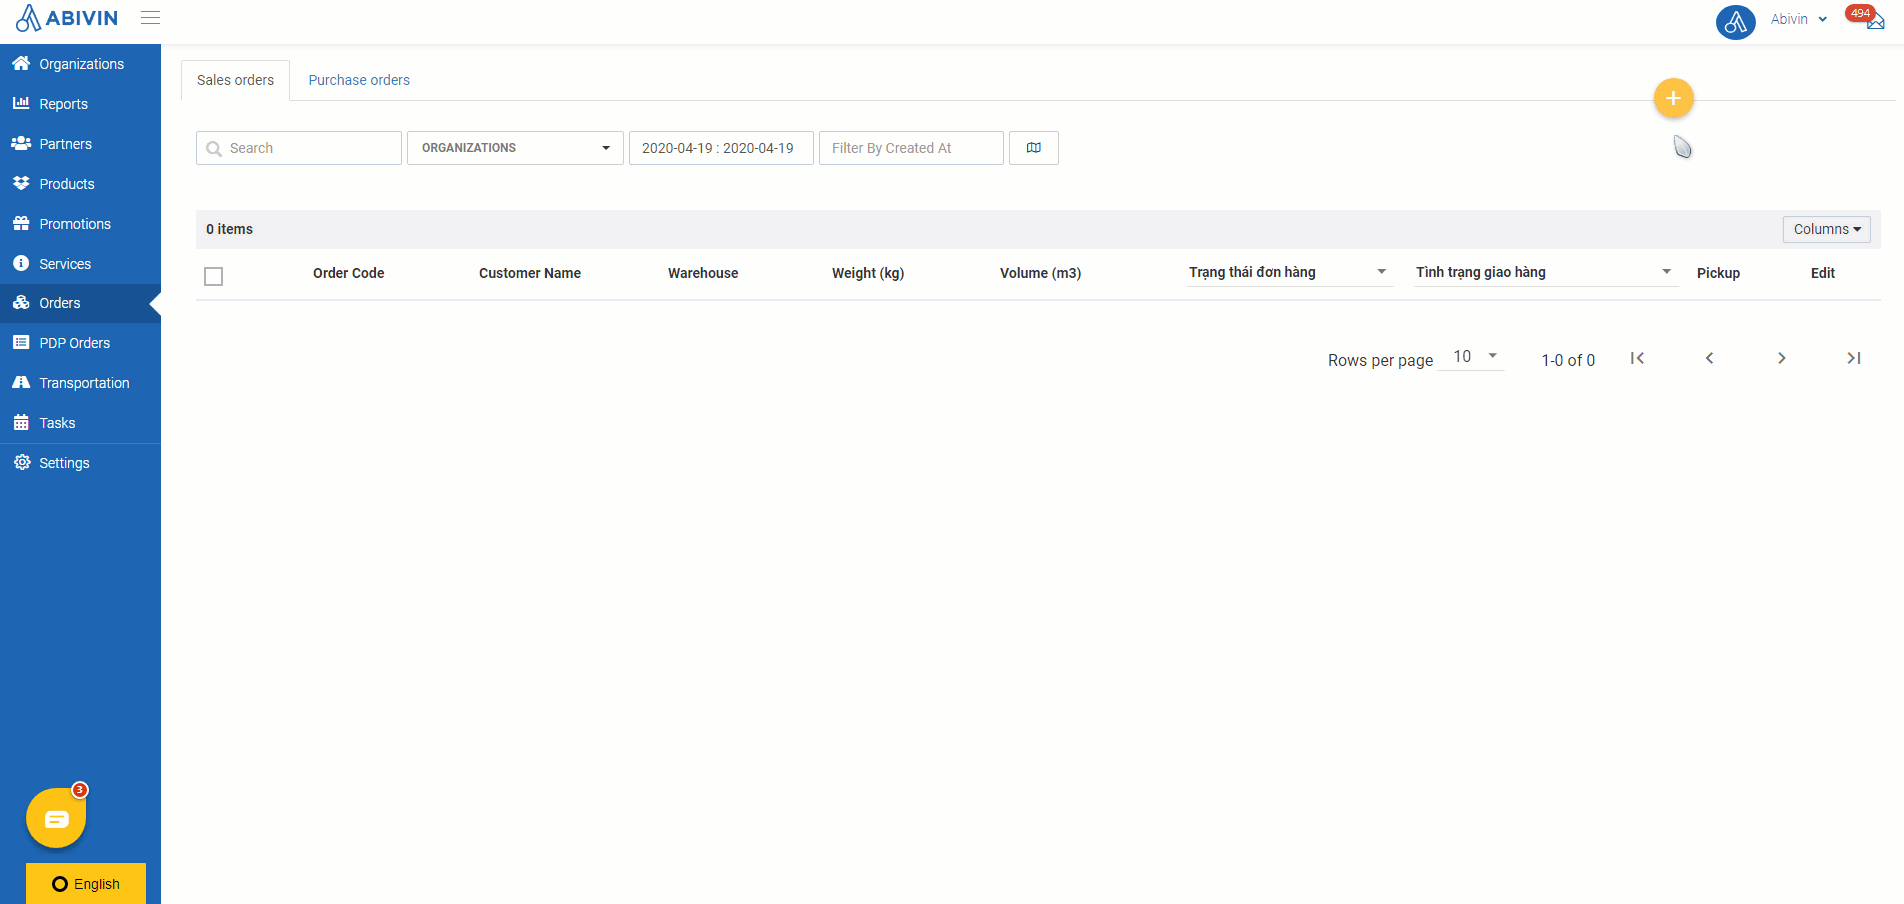 ABIVIN
Abivin
494
Organizations
Reports
Partners
Products
Promotions
Services
Orders
PDP Orders
Transportation
Tasks
Settings
3
English
Sales orders
Purchase orders
+
Search
ORGANIZATIONS
2020-04-19 : 2020-04-19
Filter By Created At
0 items
Columns
Order Code
Customer Name
Warehouse
Weight (kg)
Volume (m3)
Trạng thái đơn hàng
Tình trạng giao hàng
Pickup
Edit
Rows per page
10
1-0 of 0